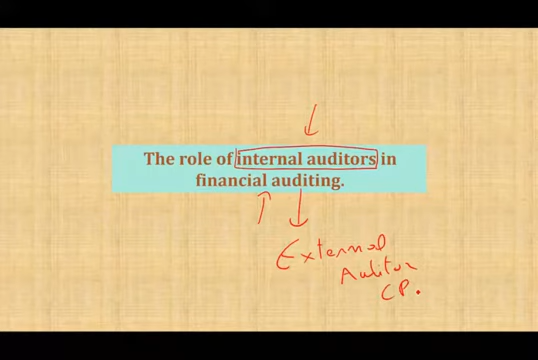 The role of internal auditors in
financial auditing.
External
Auditor
CP.